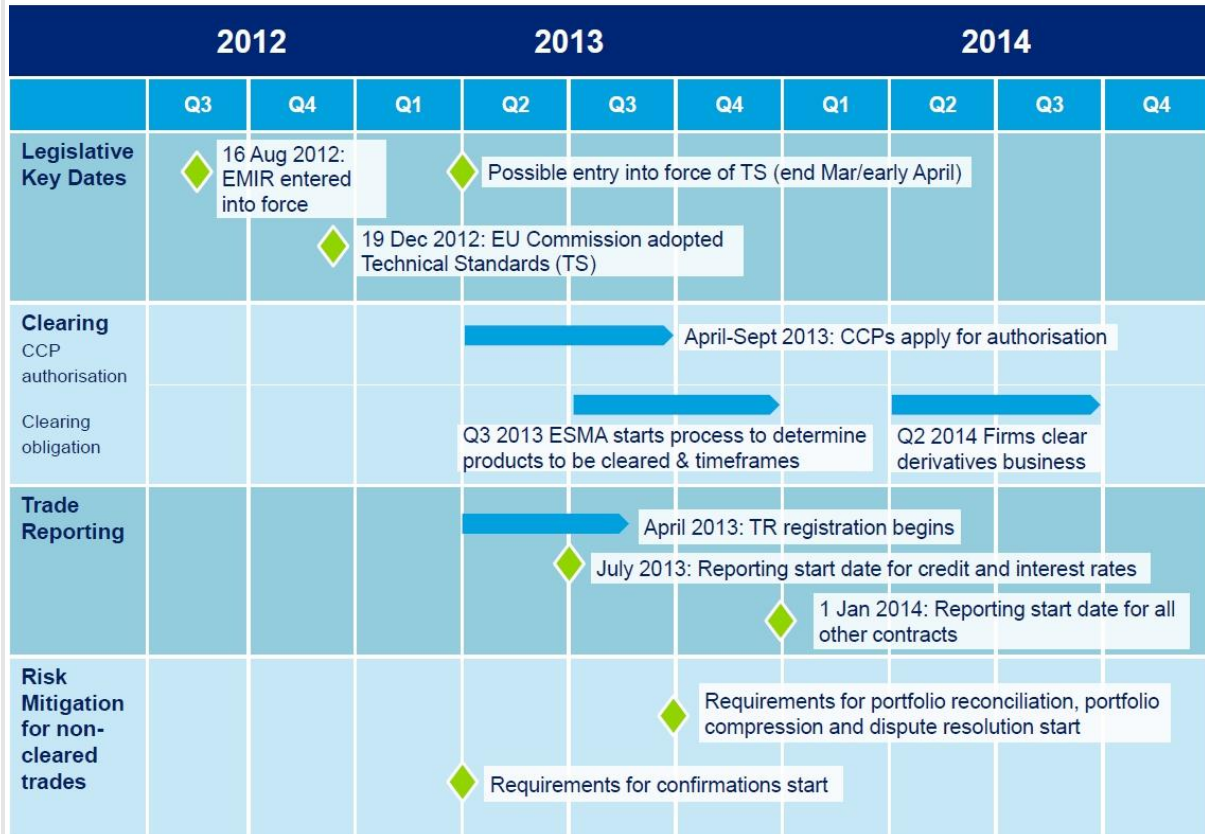 2012
2013
2014
Q3
Q4
Q1
Q2
Q3
Q4
Q1
Q2
Q3
Q4
Legislative
Key Dates
16 Aug 2012:
EMIR entered
into force
Possible entry into force of TS (end Mar/early April)
19 Dec 2012: EU Commission adopted
Technical Standards (TS)
Clearing
CCP
authorisation
April-Sept 2013: CCPs apply for authorisation
Clearing
obligation
Q3 2013 ESMA starts process to determine
products to be cleared & timeframes
Q2 2014 Firms clear
derivatives business
Trade
Reporting
April 2013: TR registration begins
July 2013: Reporting start date for credit and interest rates
1 Jan 2014: Reporting start date for all
other contracts
Risk
Mitigation
for non-
cleared
trades
Requirements for portfolio reconciliation, portfolio
compression and dispute resolution start
Requirements for confirmations start